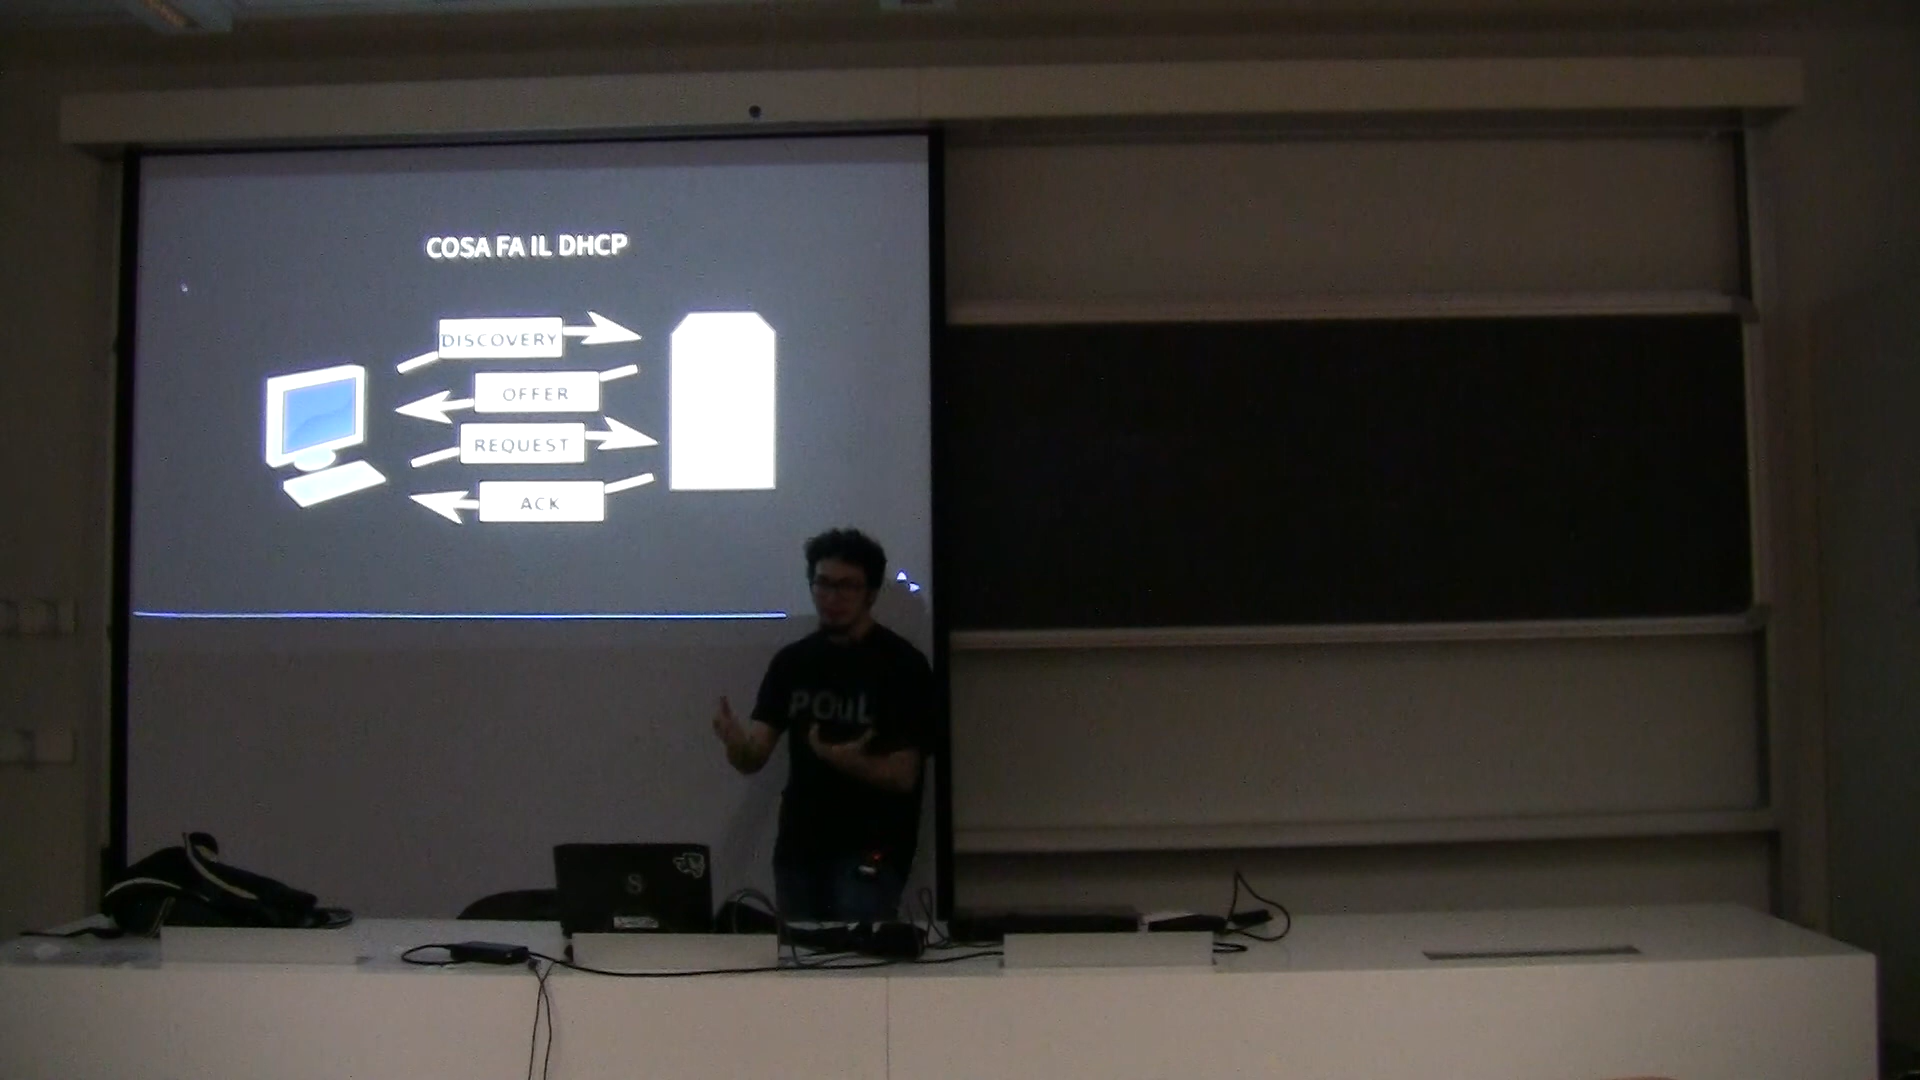 COSA FA IL DHCP
DISCOVERY
OFFER
REQUEST
ACK
POuL
S